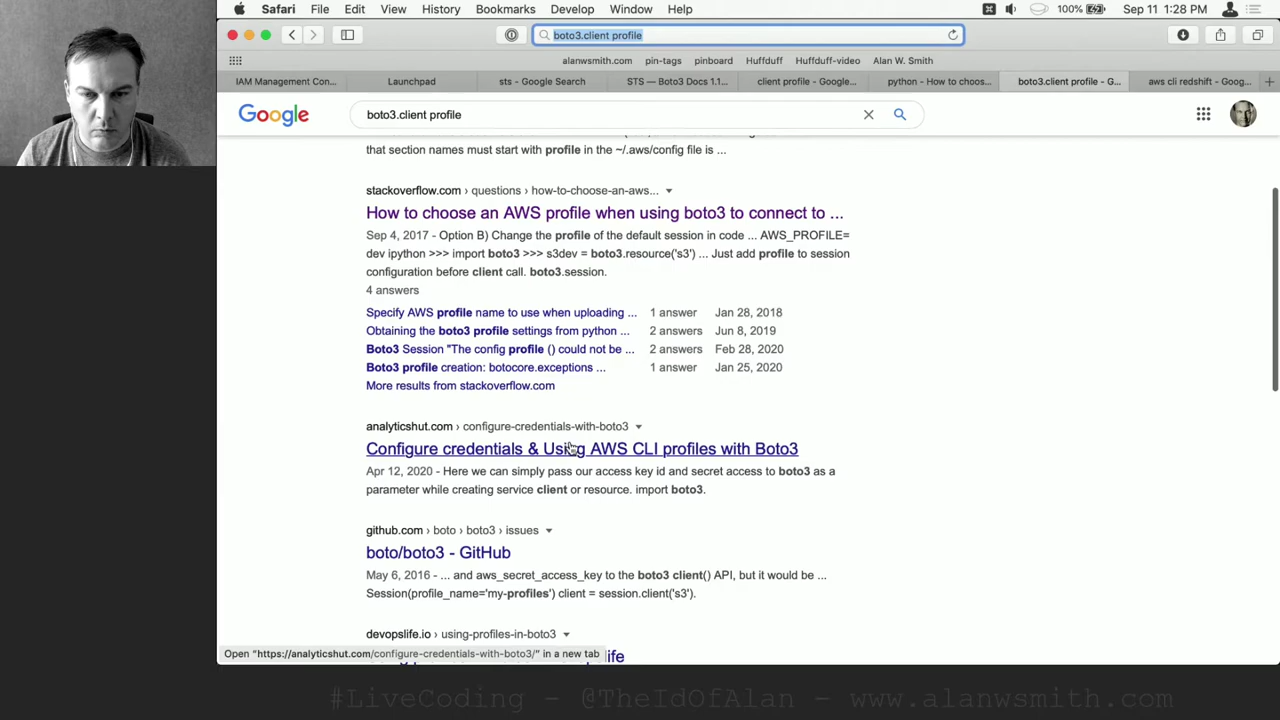 Safari File Edit View History Bookmarks Develop Window Help 100% Sep 11 1:28 PM
boto3.client profile
alanwsmith.com pin-tags pinboard Huffduff Huffduff-video Alan W. Smith
IAM Management Con... Launchpad sts - Google Search STS — Boto3 Docs 1.1... client profile - Google... python - How to choos... boto3.client profile - G... aws cli redshift - Goog...
Google boto3.client profile
that section names must start with profile in the ~/.aws/config file is ...
stackoverflow.com › questions › how-to-choose-an-aws...
How to choose an AWS profile when using boto3 to connect to ...
Sep 4, 2017 - Option B) Change the profile of the default session in code ... AWS_PROFILE=
dev ipython >>> import boto3 >>> s3dev = boto3.resource('s3') ... Just add profile to session
configuration before client call. boto3.session.
4 answers
Specify AWS profile name to use when uploading ... 1 answer Jan 28, 2018
Obtaining the boto3 profile settings from python ... 2 answers Jun 8, 2019
Boto3 Session "The config profile () could not be ... 2 answers Feb 28, 2020
Boto3 profile creation: botocore.exceptions ... 1 answer Jan 25, 2020
More results from stackoverflow.com
analyticshut.com › configure-credentials-with-boto3
Configure credentials & Using AWS CLI profiles with Boto3
Apr 12, 2020 - Here we can simply pass our access key id and secret access to boto3 as a
parameter while creating service client or resource. import boto3.
github.com › boto › boto3 › issues
boto/boto3 - GitHub
May 6, 2016 - ... and aws_secret_access_key to the boto3 client() API, but it would be ...
Session(profile_name='my-profiles') client = session.client('s3').
devopslife.io › using-profiles-in-boto3
Open "https://analyticshut.com/configure-credentials-with-boto3/" in a new tab
#LiveCoding - @TheIdOfAlan - www.alanwsmith.com